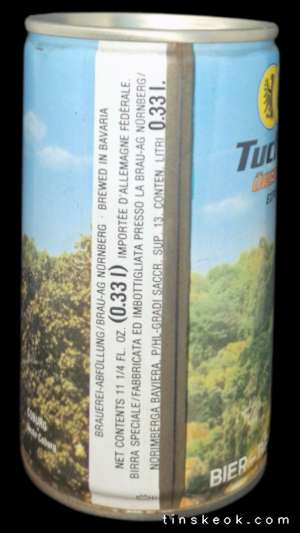 BRAUEREI-ABFÜLLUNG/BRAU-AG NÜRNBERG · BREWED IN BAVARIA
NET CONTENTS 11 1/4 FL. OZ. (0.33 l) IMPORTÉE D'ALLEMAGNE FÉDÉRALE.
BIRRA SPECIALE/FABBRICATA ED IMBOTTIGLIATA PRESSO LA BRAU-AG NÜRNBERG/
NORIMBERGA BAVIERA. P/HL-GRADI SACCR. SUP. 13. CONTEN. LITRI 0.33 l.
COBURG
BIER
tinskeok.com